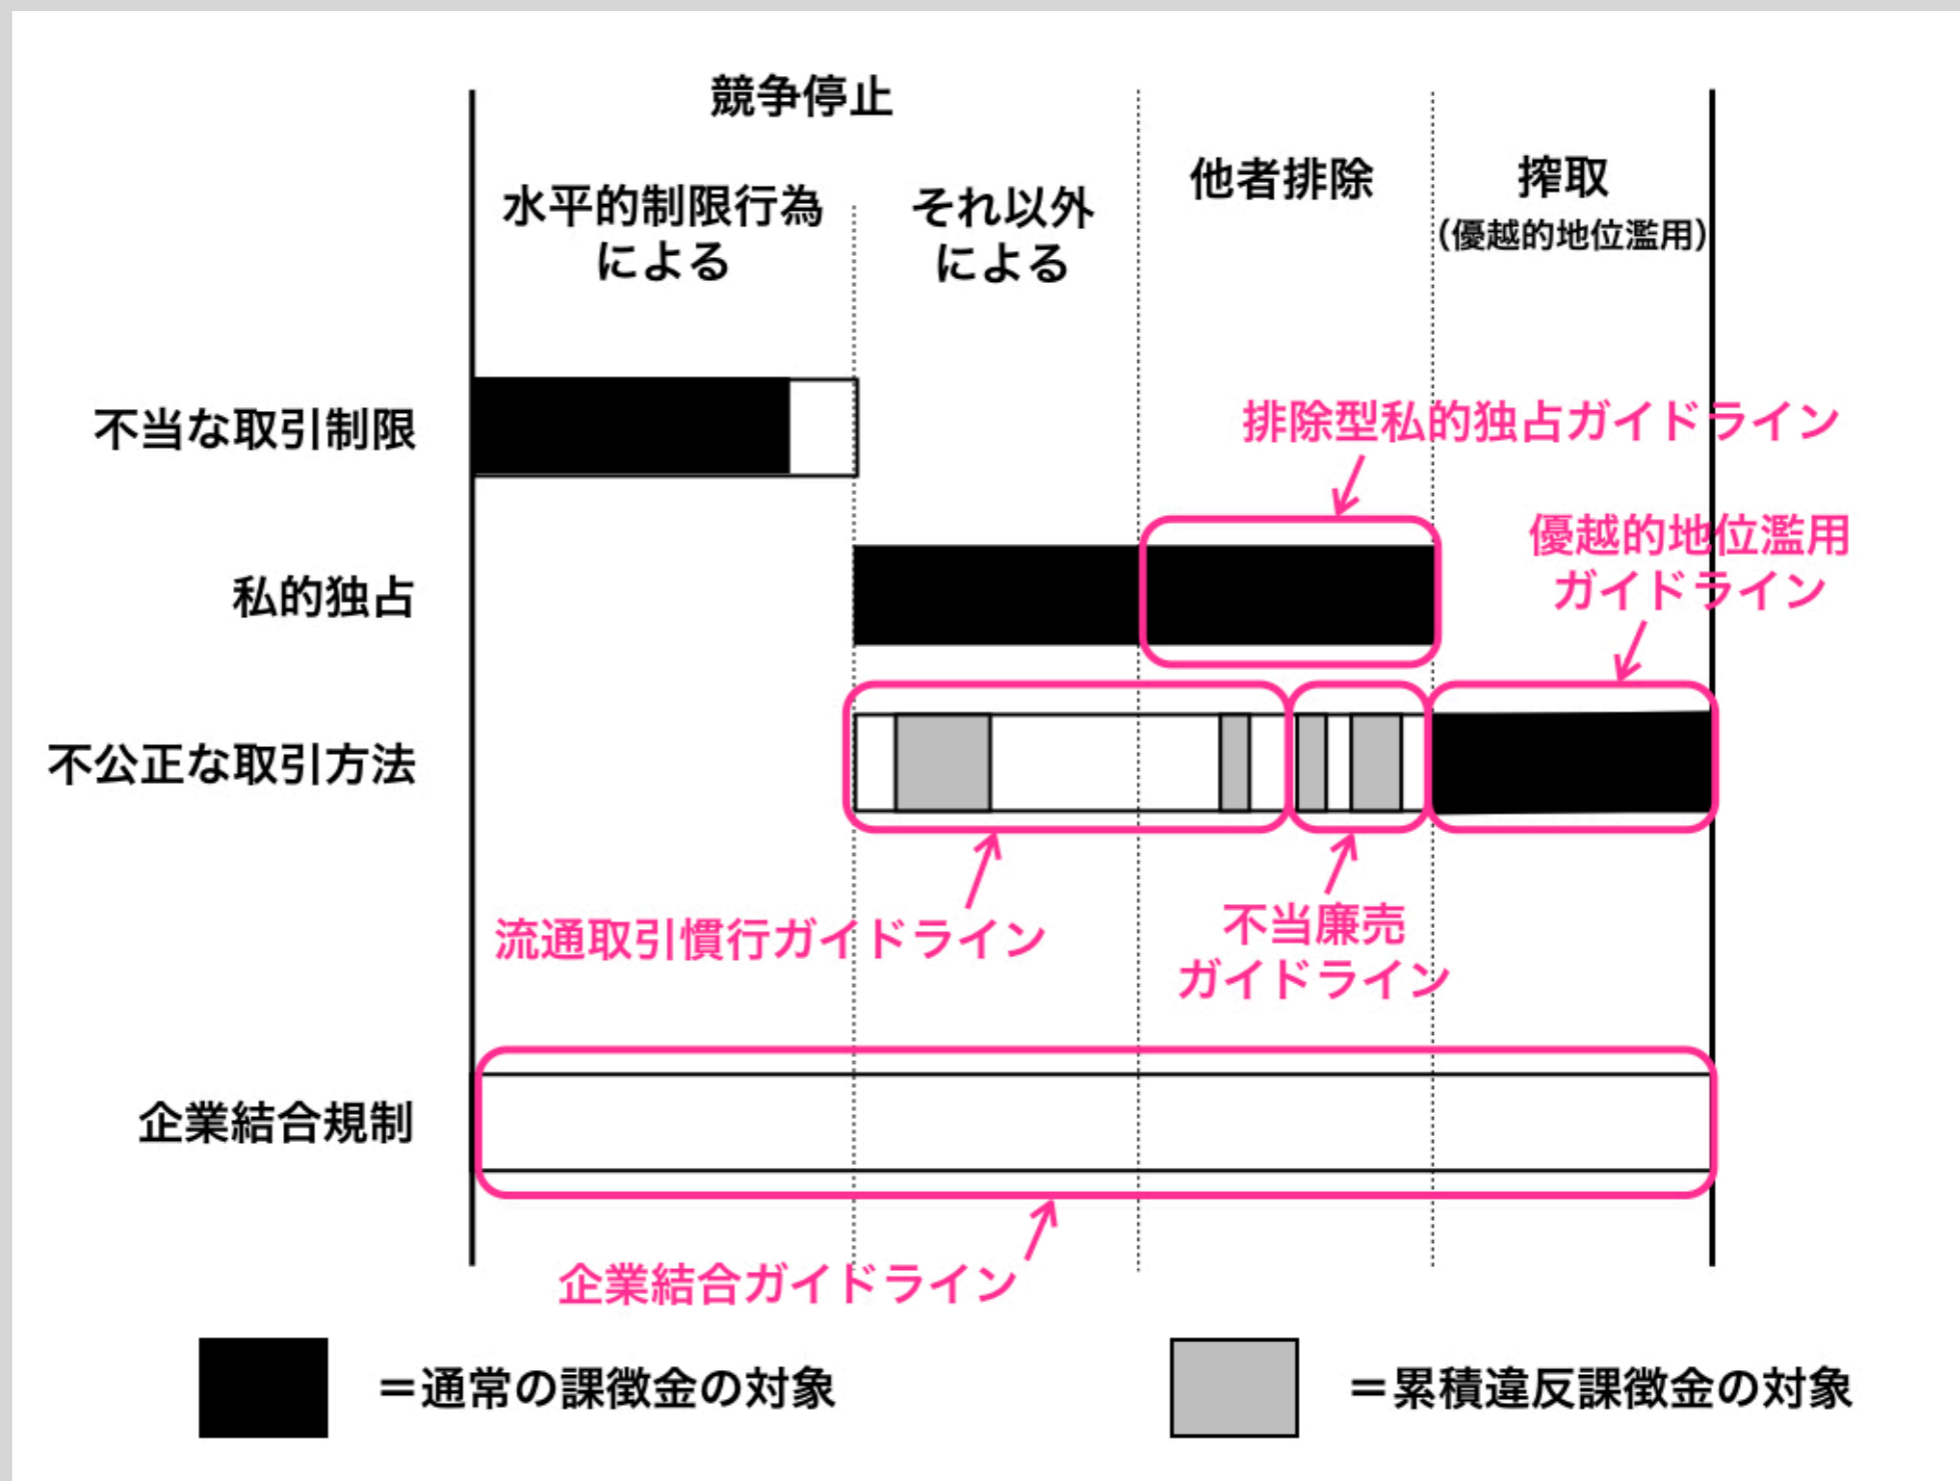 競争停止
水平的制限行為
による
それ以外
による
他者排除
搾取
(優越的地位濫用)
不当な取引制限
排除型私的独占ガイドライン
私的独占
優越的地位濫用
ガイドライン
不公正な取引方法
流通取引慣行ガイドライン
不当廉売
ガイドライン
企業結合規制
企業結合ガイドライン
＝通常の課徴金の対象
＝累積違反課徴金の対象